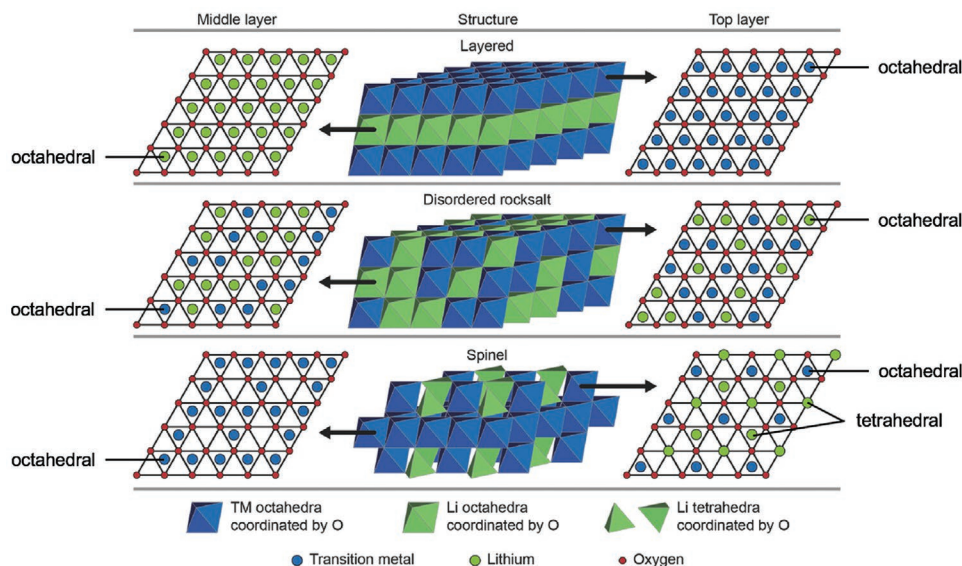 Middle layer
Structure
Top layer
Layered
octahedral
octahedral
Disordered rocksalt
octahedral
octahedral
Spinel
octahedral
tetrahedral
octahedral
TM octahedra
coordinated by O
Li octahedra
coordinated by O
Li tetrahedra
coordinated by O
Transition metal
Lithium
Oxygen